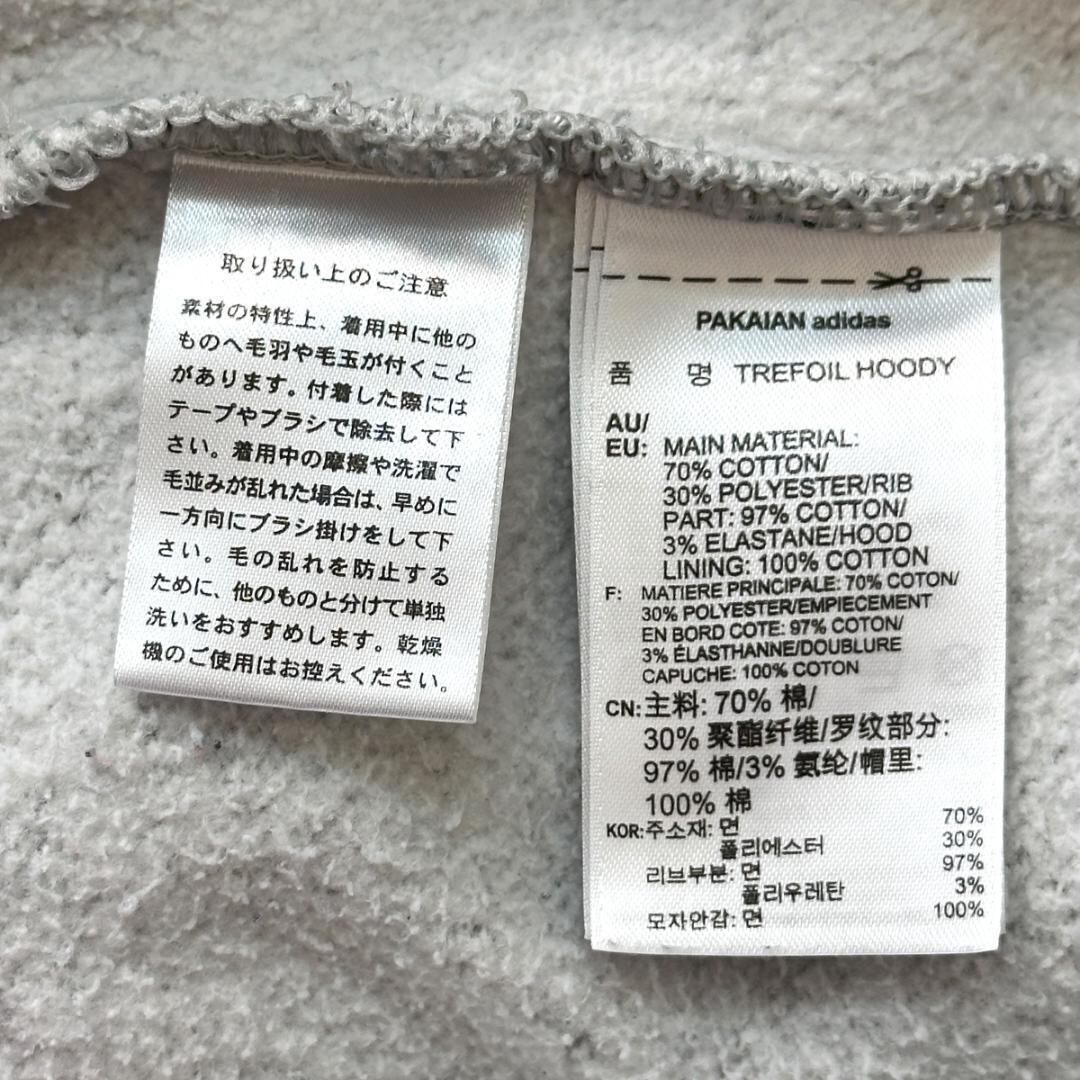 取り扱い上のご注意
素材の特性上、着用中に他の
ものへ毛羽や毛玉が付くこと
があります。付着した際には
テープやブラシで除去して下
さい。着用中の摩擦や洗濯で
毛並みが乱れた場合は、早めに
一方向にブラシ掛けをして下
さい。毛の乱れを防止する
ために、他のものと分けて単独
洗いをおすすめします。乾燥
機のご使用はお控えください。
PAKAIAN adidas
품 명 TREFOIL HOODY
AU/
EU: MAIN MATERIAL:
70% COTTON/
30% POLYESTER/RIB
PART: 97% COTTON/
3% ELASTANE/HOOD
LINING: 100% COTTON
F: MATIERE PRINCIPALE: 70% COTON/
30% POLYESTER/EMPIECEMENT
EN BORD COTE: 97% COTON/
3% ÉLASTHANNE/DOUBLURE
CAPUCHE: 100% COTON
CN: 主料: 70% 棉/
30% 聚酯纤维/罗纹部分:
97% 棉/3% 氨纶/帽里:
100% 棉
KOR: 주소재: 면 70%
폴리에스터 30%
리브부분: 면 97%
폴리우레탄 3%
모자안감: 면 100%